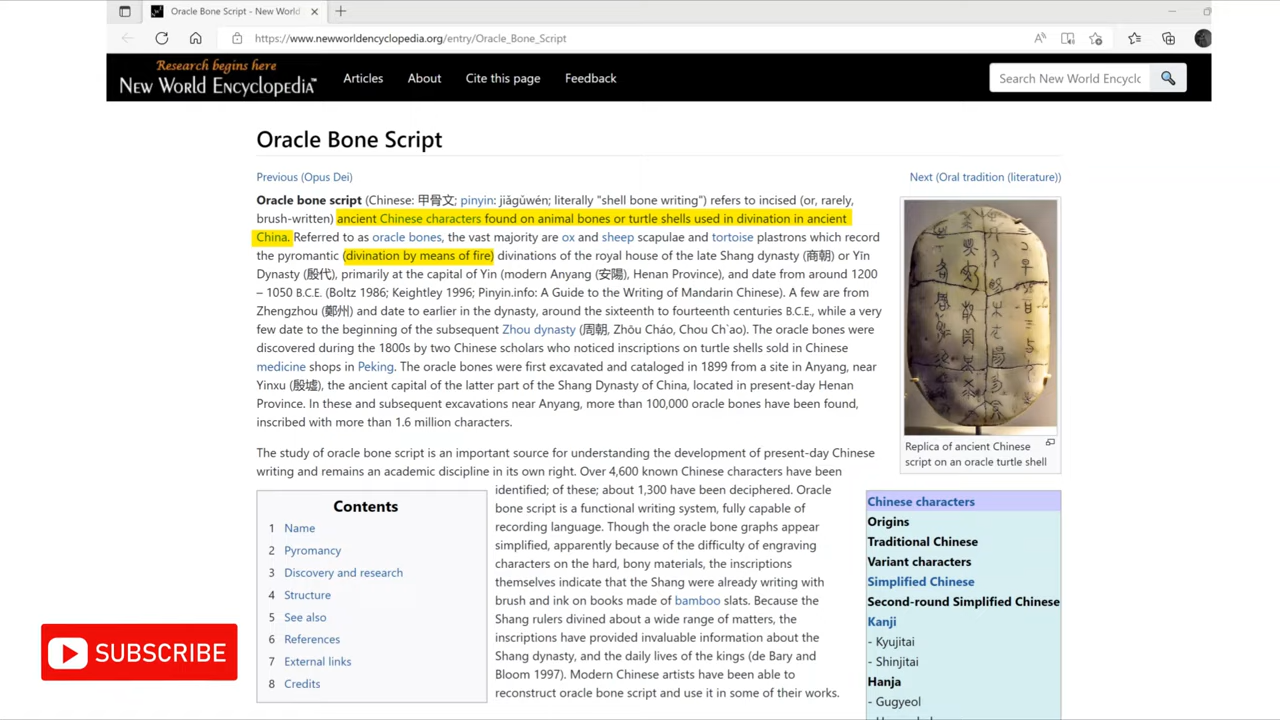 Oracle Bone Script - New World
https://www.newworldencyclopedia.org/entry/Oracle_Bone_Script
Research begins here
NEW WORLD ENCYCLOPEDIA™
Articles
About
Cite this page
Feedback
Search New World Encyclc
Oracle Bone Script
Previous (Opus Dei)
Next (Oral tradition (literature))
Oracle bone script (Chinese: 甲骨文; pinyin: jiăgŭwén; literally "shell bone writing") refers to incised (or, rarely,
brush-written) ancient Chinese characters found on animal bones or turtle shells used in divination in ancient
China. Referred to as oracle bones, the vast majority are ox and sheep scapulae and tortoise plastrons which record
the pyromantic (divination by means of fire) divinations of the royal house of the late Shang dynasty (商朝) or Yīn
Dynasty (殷代), primarily at the capital of Yin (modern Anyang (安陽), Henan Province), and date from around 1200
– 1050 B.C.E. (Boltz 1986; Keightley 1996; Pinyin.info: A Guide to the Writing of Mandarin Chinese). A few are from
Zhengzhou (鄭州) and date to earlier in the dynasty, around the sixteenth to fourteenth centuries B.C.E., while a very
few date to the beginning of the subsequent Zhou dynasty (周朝, Zhōu Cháo, Chou Ch`ao). The oracle bones were
discovered during the 1800s by two Chinese scholars who noticed inscriptions on turtle shells sold in Chinese
medicine shops in Peking. The oracle bones were first excavated and cataloged in 1899 from a site in Anyang, near
Yinxu (殷墟), the ancient capital of the latter part of the Shang Dynasty of China, located in present-day Henan
Province. In these and subsequent excavations near Anyang, more than 100,000 oracle bones have been found,
inscribed with more than 1.6 million characters.
Replica of ancient Chinese
script on an oracle turtle shell
The study of oracle bone script is an important source for understanding the development of present-day Chinese
writing and remains an academic discipline in its own right. Over 4,600 known Chinese characters have been
identified; of these; about 1,300 have been deciphered. Oracle
bone script is a functional writing system, fully capable of
recording language. Though the oracle bone graphs appear
simplified, apparently because of the difficulty of engraving
characters on the hard, bony materials, the inscriptions
themselves indicate that the Shang were already writing with
brush and ink on books made of bamboo slats. Because the
Shang rulers divined about a wide range of matters, the
inscriptions have provided invaluable information about the
Shang dynasty, and the daily lives of the kings (de Bary and
Bloom 1997). Modern Chinese artists have been able to
reconstruct oracle bone script and use it in some of their works.
Contents
1 Name
2 Pyromancy
3 Discovery and research
4 Structure
5 See also
6 References
7 External links
8 Credits
Chinese characters
Origins
Traditional Chinese
Variant characters
Simplified Chinese
Second-round Simplified Chinese
Kanji
- Kyujitai
- Shinjitai
Hanja
- Gugyeol
SUBSCRIBE